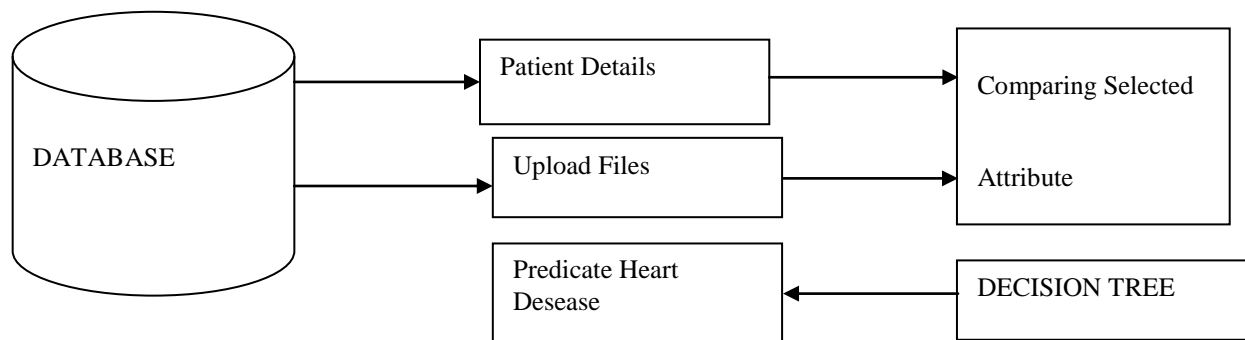 DATABASE
Patient Details
Upload Files
Comparing Selected
Attribute
Predicate Heart
Desease
DECISION TREE